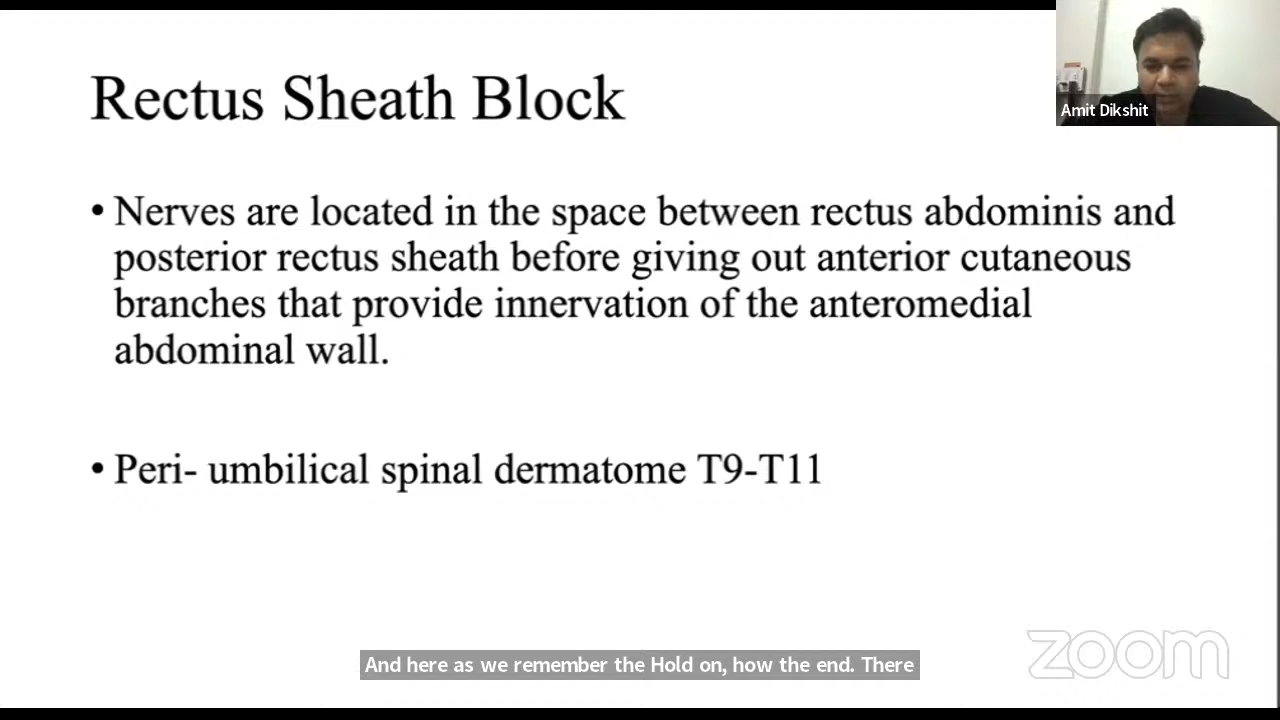 Rectus Sheath Block
Amit Dikshit
• Nerves are located in the space between rectus abdominis and
posterior rectus sheath before giving out anterior cutaneous
branches that provide innervation of the anteromedial
abdominal wall.
• Peri- umbilical spinal dermatome T9-T11
zoom
And here as we remember the Hold on, how the end. There